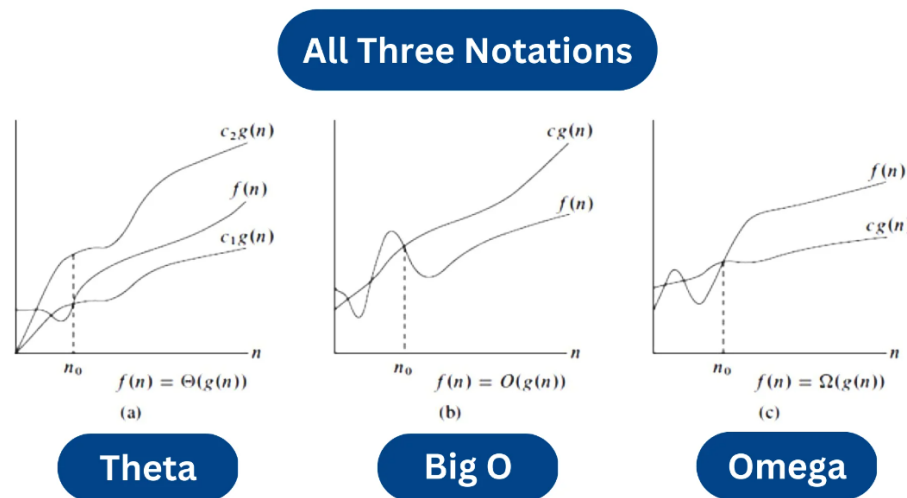 All Three Notations
c₂g(n)
f(n)
c₁g(n)
n
n₀
f(n) = Θ(g(n))
(a)
Theta
cg(n)
f(n)
n
n₀
f(n) = O(g(n))
(b)
Big O
f(n)
cg(n
n
n₀
f(n) = Ω(g(n))
(c)
Omega